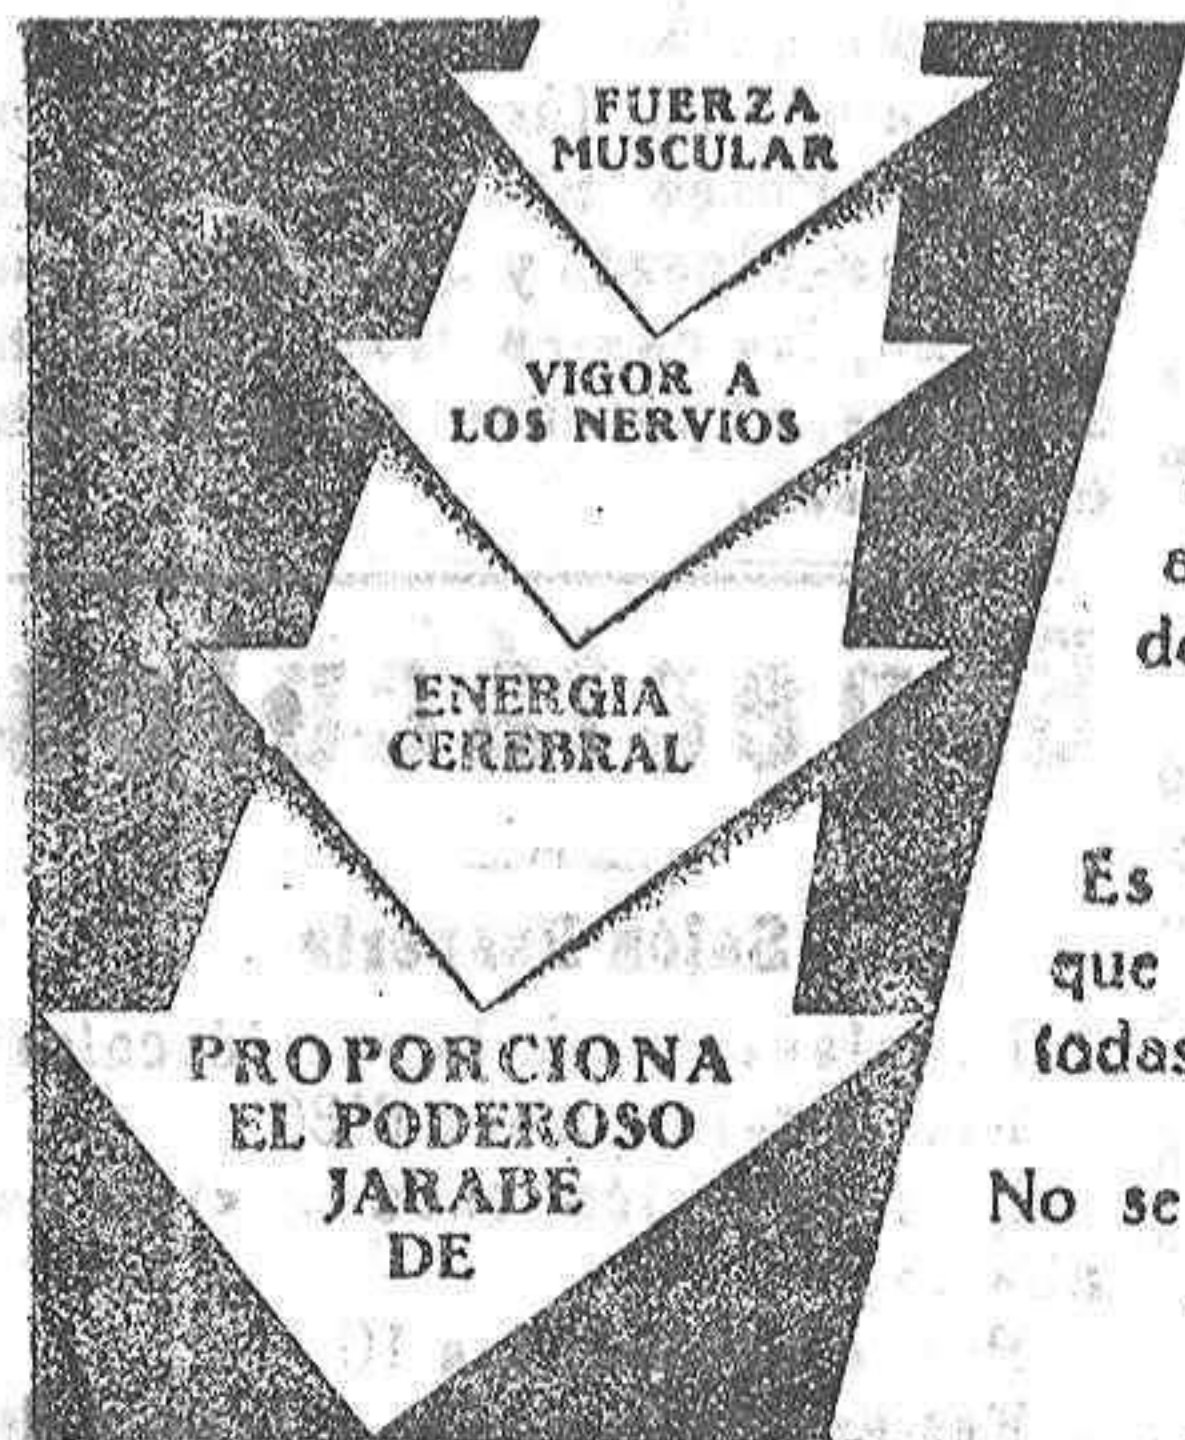 FUERZA
MUSCULAR
VIGOR A
LOS NERVIOS
ENERGIA
CEREBRAL
PROPORCIONA
EL PODEROSO
JARABE
DE
Es
que
todas
No se